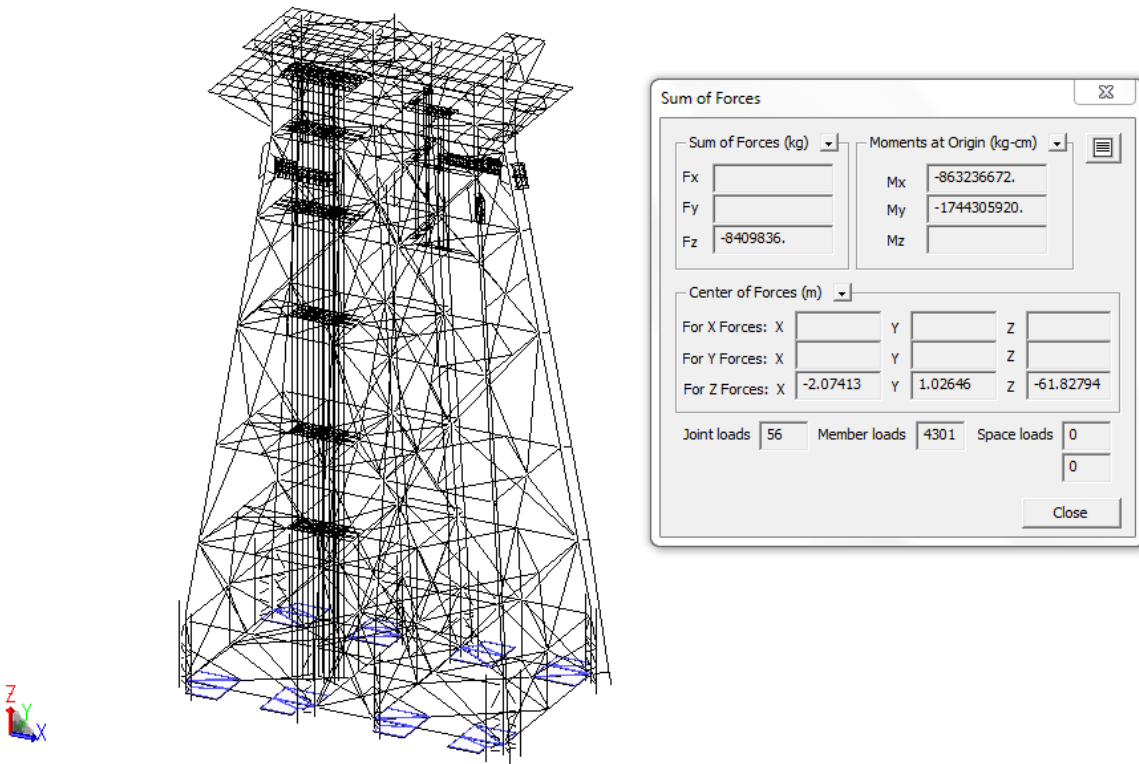 Sum of Forces
Sum of Forces (kg) Moments at Origin (kg-cm)
Fx Mx -863236672.
Fy My -1744305920.
Fz -8409836. Mz
Center of Forces (m)
For X Forces: X Y Z
For Y Forces: X Y Z
For Z Forces: X -2.07413 Y 1.02646 Z -61.82794
Joint loads 56 Member loads 4301 Space loads 0
0
Close
Z
Y
X